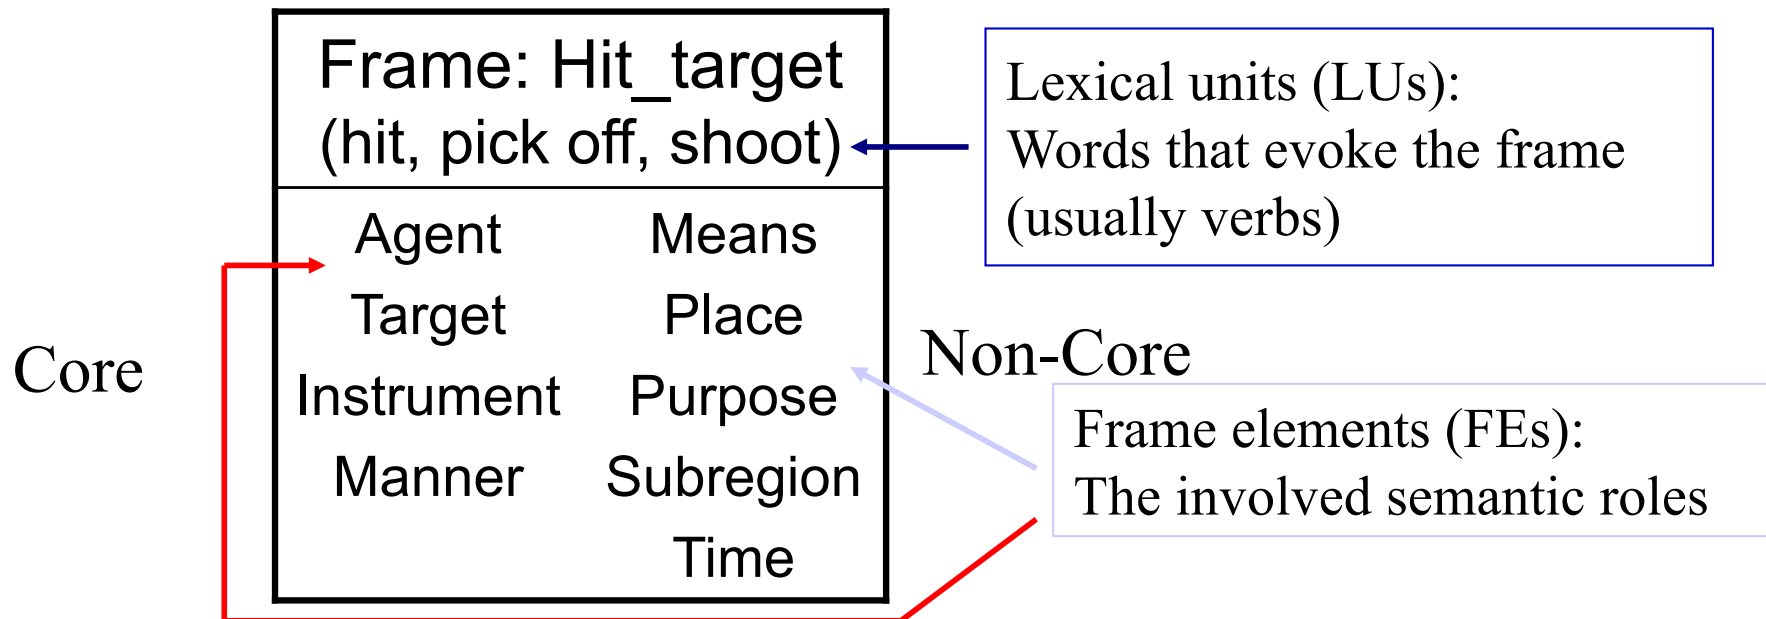 Frame: Hit_target
(hit, pick off, shoot)
Lexical units (LUs):
Words that evoke the frame
(usually verbs)
Core
Agent Means
Target Place
Instrument Purpose
Manner Subregion
Time
Non-Core
Frame elements (FEs):
The involved semantic roles